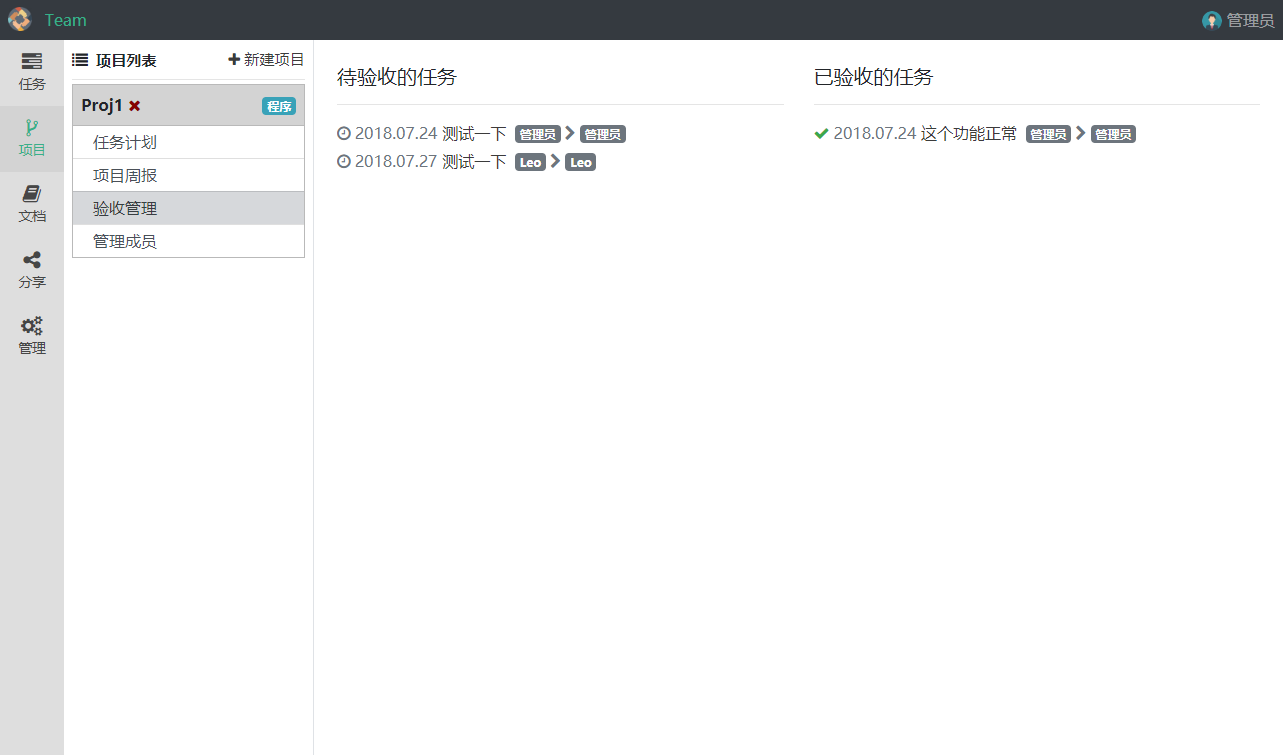 Team
管理员
任务
项目
文档
分享
管理
项目列表
新建项目
Proj1
程序
任务计划
项目周报
验收管理
管理成员
待验收的任务
2018.07.24 测试一下 管理员 管理员
2018.07.27 测试一下 Leo Leo
已验收的任务
2018.07.24 这个功能正常 管理员 管理员